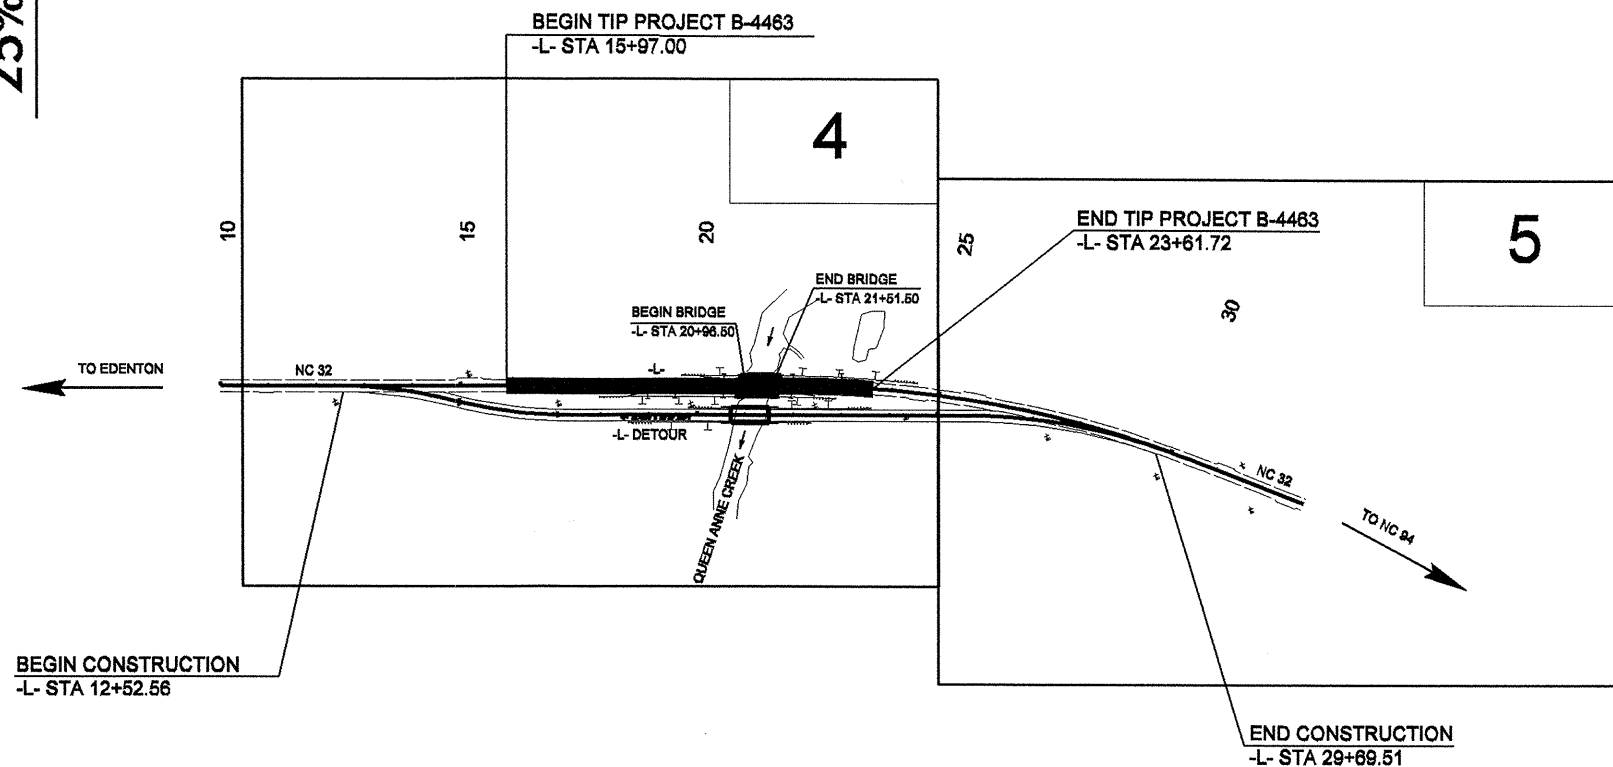 25%
BEGIN TIP PROJECT B-4463
-L- STA 15+97.00
4
5
10
15
20
25
30
END TIP PROJECT B-4463
-L- STA 23+61.72
END BRIDGE
-L- STA 21+51.50
BEGIN BRIDGE
-L- STA 20+96.50
TO EDENTON
NC 32
-L-
-L- DETOUR
QUEEN ANNE CREEK
NC 32
TO NC 94
BEGIN CONSTRUCTION
-L- STA 12+52.56
END CONSTRUCTION
-L- STA 29+69.51